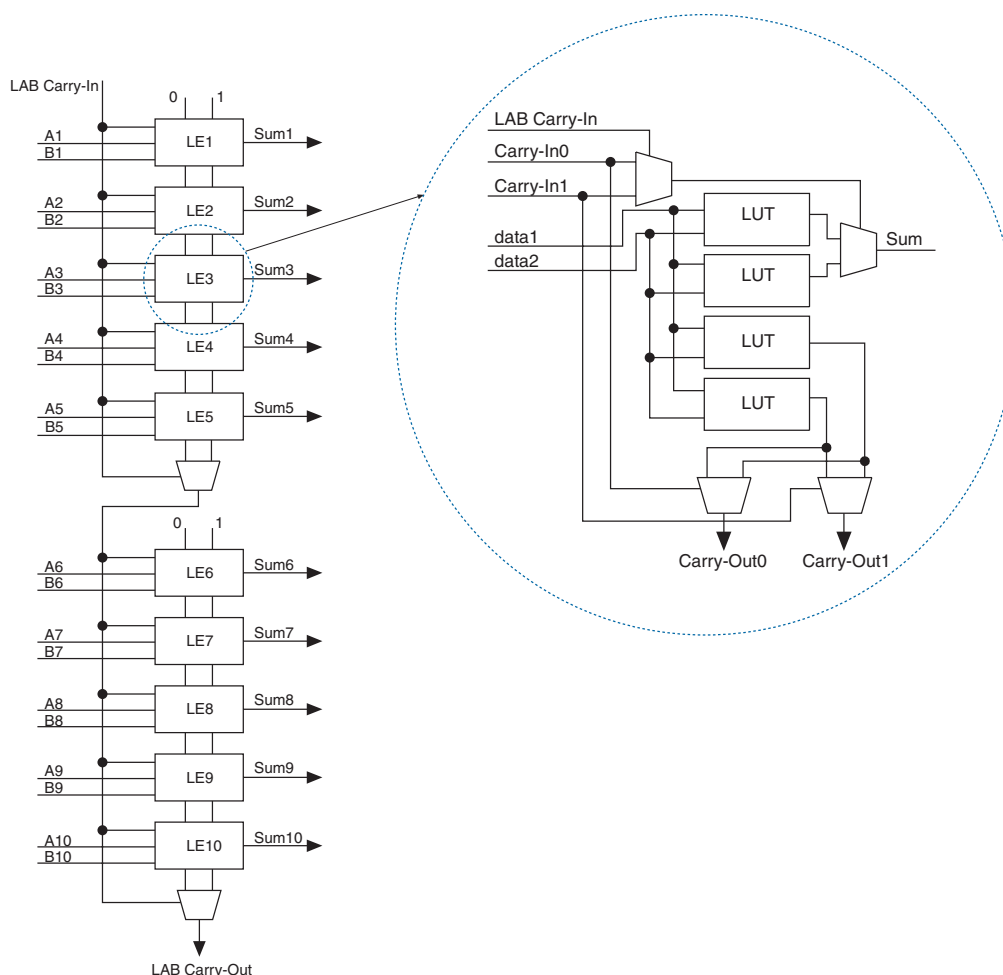 LAB Carry-In
0 1
A1
B1
LE1
Sum1
A2
B2
LE2
Sum2
A3
B3
LE3
Sum3
A4
B4
LE4
Sum4
A5
B5
LE5
Sum5
0 1
A6
B6
LE6
Sum6
A7
B7
LE7
Sum7
A8
B8
LE8
Sum8
A9
B9
LE9
Sum9
A10
B10
LE10
Sum10
LAB Carry-Out
LAB Carry-In
Carry-In0
Carry-In1
data1
data2
LUT
LUT
LUT
LUT
Sum
Carry-Out0
Carry-Out1